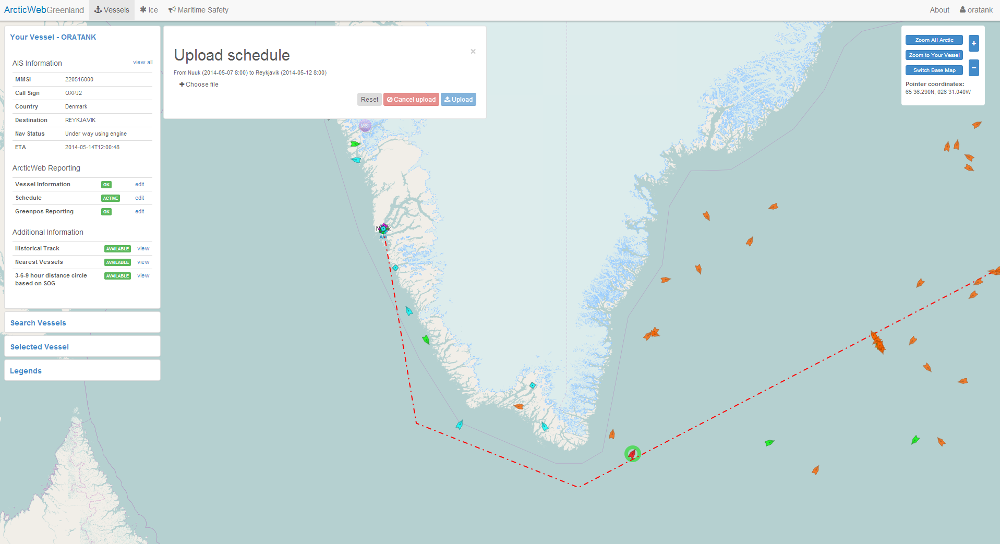 ArcticWebGreenland Vessels Ice Maritime Safety About oratank
Your Vessel - ORATANK
AIS Information view all
MMSI 220516000
Call Sign OXPJ2
Country Denmark
Destination REYKJAVIK
Nav Status Under way using engine
ETA 2014-05-14T12:00:48
ArcticWeb Reporting
Vessel Information OK edit
Schedule ACTIVE edit
Greenpos Reporting OK edit
Additional Information
Historical Track AVAILABLE view
Nearest Vessels AVAILABLE view
3-6-9 hour distance circle
based on SOG AVAILABLE view
Search Vessels
Selected Vessel
Legends
Upload schedule ×
From Nuuk (2014-05-07 8:00) to Reykjavik (2014-05-12 8:00)
Choose file
Reset Cancel upload Upload
MSI
AW
Zoom All Arctic +
Zoom to Your Vessel
Switch Base Map −
Pointer coordinates:
65 36.290N, 026 31.040W